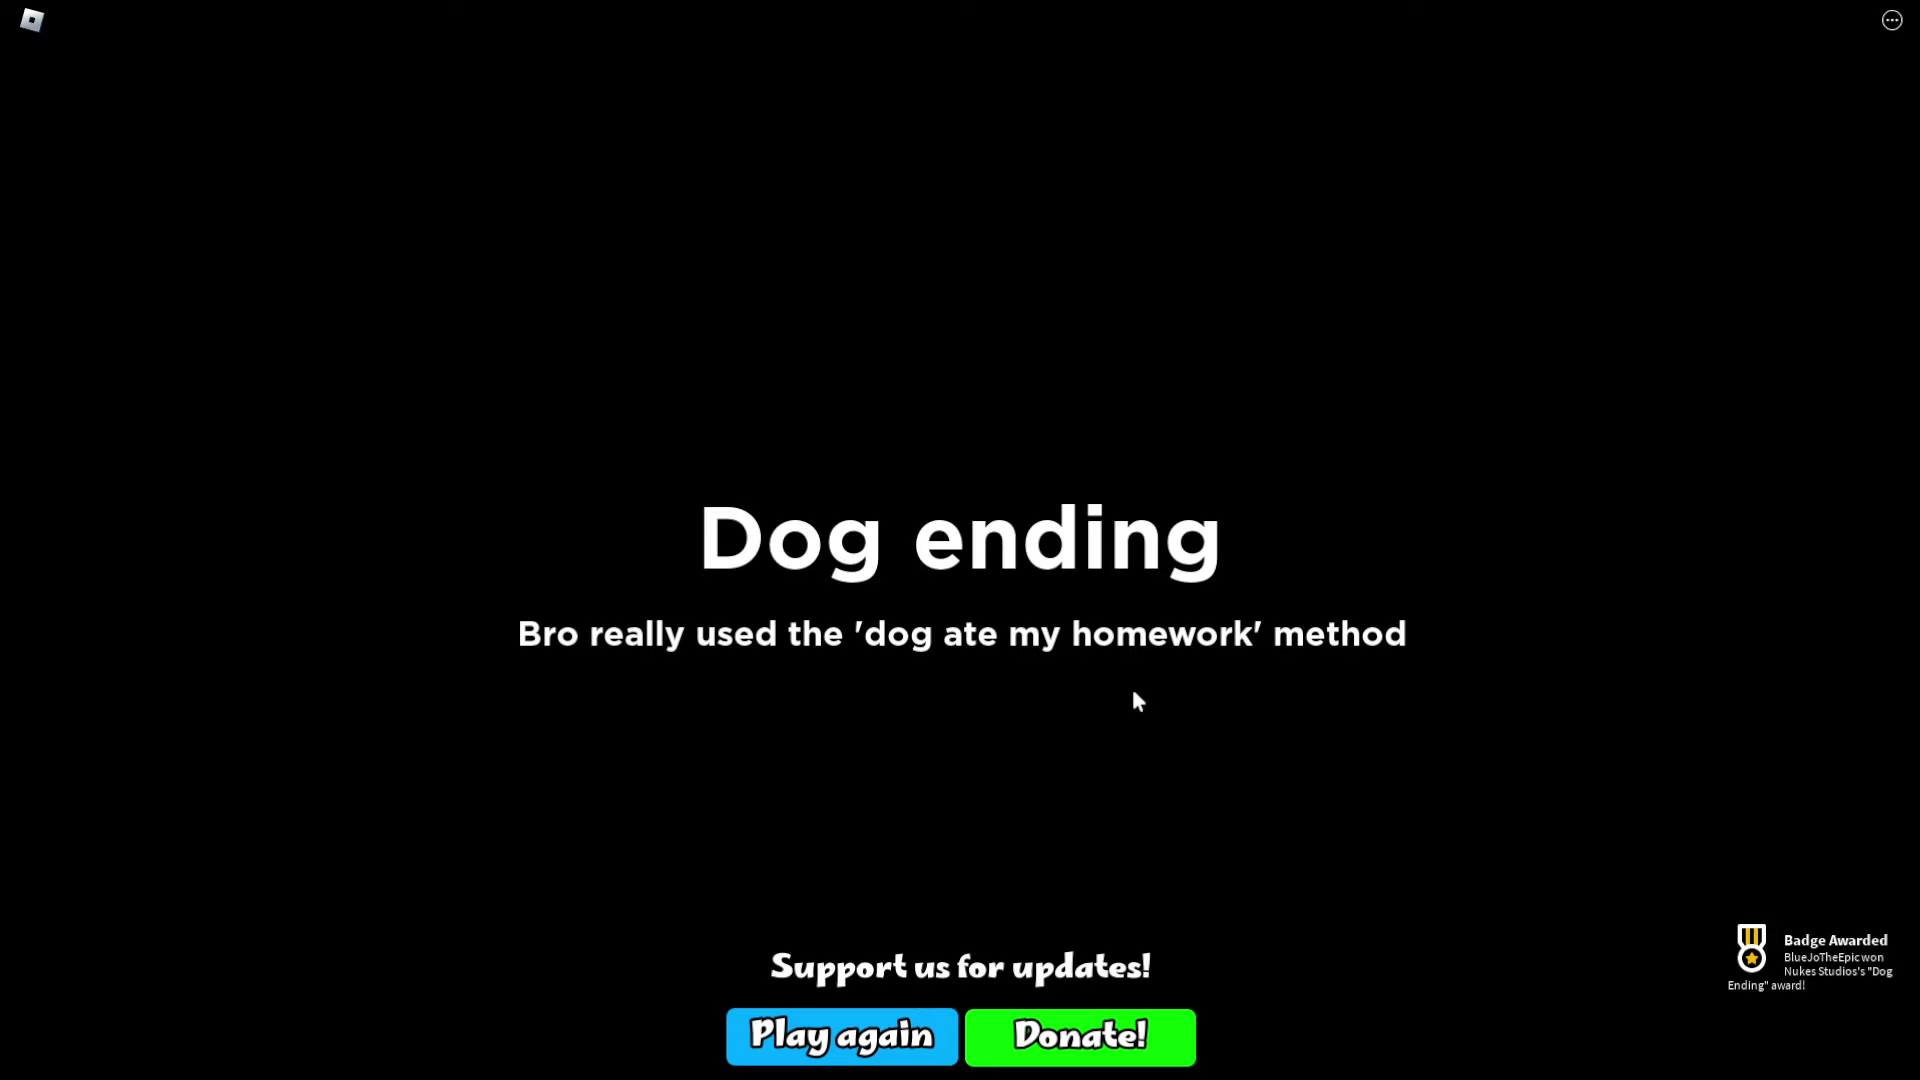 Dog ending
Bro really used the 'dog ate my homework' method
Support us for updates!
Play again
Donate!
Badge Awarded
BlueJoTheEpic won
Nukes Studios's "Dog
Ending" award!